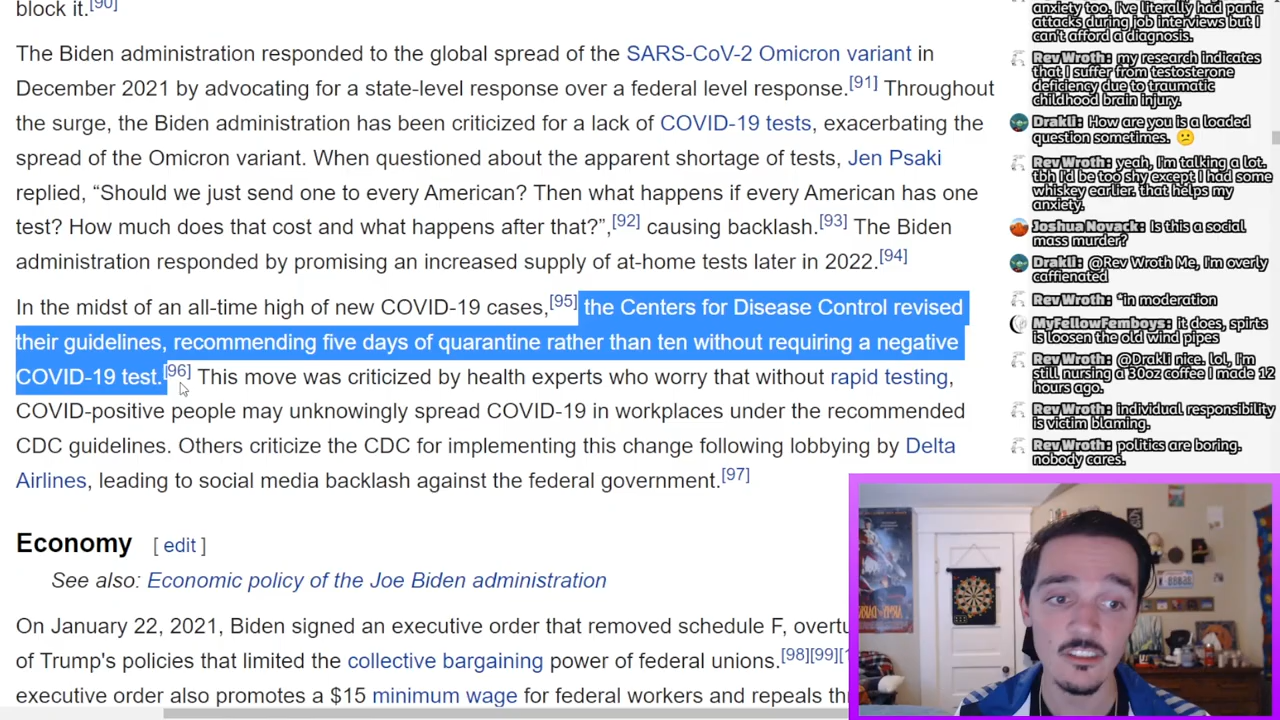 block it.[90]
The Biden administration responded to the global spread of the SARS-CoV-2 Omicron variant in
December 2021 by advocating for a state-level response over a federal level response.[91] Throughout
the surge, the Biden administration has been criticized for a lack of COVID-19 tests, exacerbating the
spread of the Omicron variant. When questioned about the apparent shortage of tests, Jen Psaki
replied, “Should we just send one to every American? Then what happens if every American has one
test? How much does that cost and what happens after that?”,[92] causing backlash.[93] The Biden
administration responded by promising an increased supply of at-home tests later in 2022.[94]
In the midst of an all-time high of new COVID-19 cases,[95] the Centers for Disease Control revised
their guidelines, recommending five days of quarantine rather than ten without requiring a negative
COVID-19 test.[96] This move was criticized by health experts who worry that without rapid testing,
COVID-positive people may unknowingly spread COVID-19 in workplaces under the recommended
CDC guidelines. Others criticize the CDC for implementing this change following lobbying by Delta
Airlines, leading to social media backlash against the federal government.[97]
Economy [ edit ]
See also: Economic policy of the Joe Biden administration
On January 22, 2021, Biden signed an executive order that removed schedule F, overtu
of Trump's policies that limited the collective bargaining power of federal unions.[98][99][1
executive order also promotes a $15 minimum wage for federal workers and repeals th
anxiety too. I've literally had panic
attacks during job interviews but I
can't afford a diagnosis.
RevWroth: my research indicates
that I suffer from testosterone
deficiency due to traumatic
childhood brain injury.
Drakli: How are you is a loaded
question sometimes.
RevWroth: yeah, I'm talking a lot.
tbh I'd be too shy except I had some
whiskey earlier. that helps my
anxiety.
Joshua Novack: Is this a social
mass murder?
Drakli: @Rev Wroth Me, I'm overly
caffienated
RevWroth: *in moderation
MyFellowFemboys: it does, spirts
is loosen the old wind pipes
RevWroth: @Drakli nice. lol, I'm
still nursing a 30oz coffee I made 12
hours ago.
RevWroth: individual responsibility
is victim blaming.
RevWroth: politics are boring.
nobody cares.